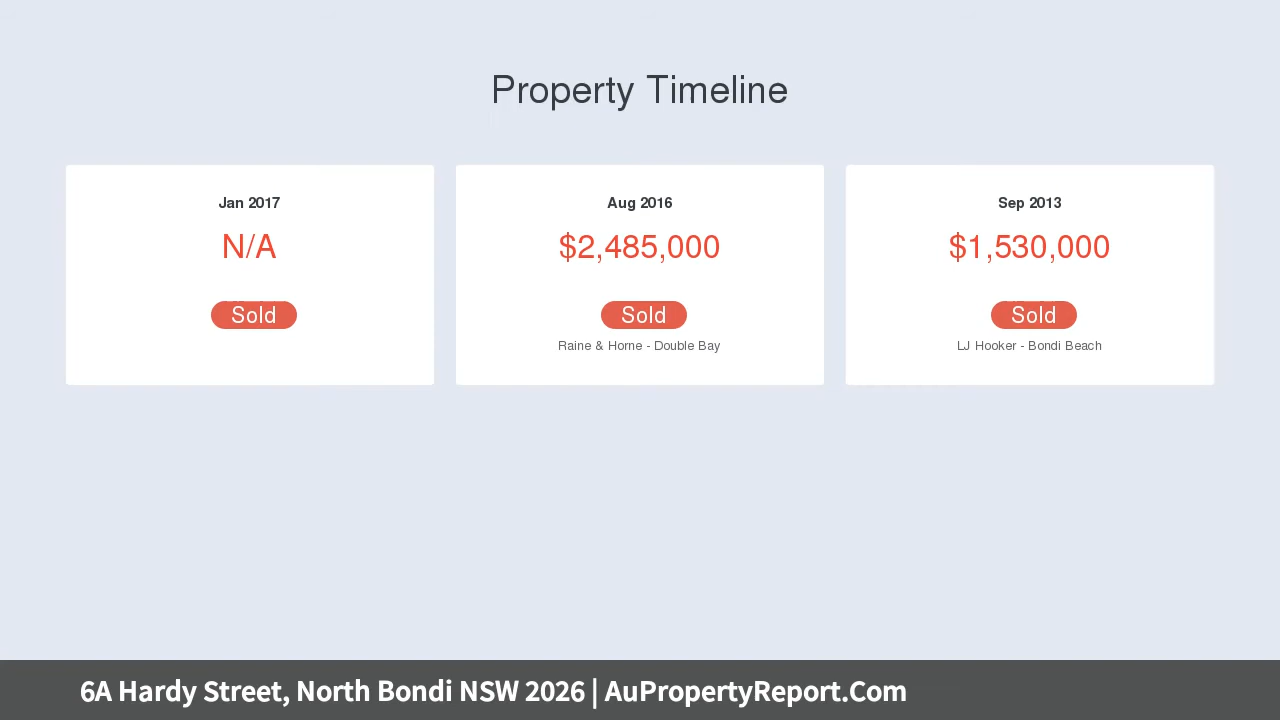 Property Timeline
Jan 2017
N/A
Sold
Aug 2016
$2,485,000
Sold
Raine & Horne - Double Bay
Sep 2013
$1,530,000
Sold
LJ Hooker - Bondi Beach
6A Hardy Street, North Bondi NSW 2026 | AuPropertyReport.Com